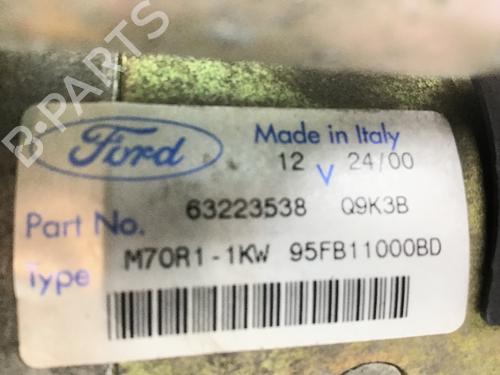 B-PARTS
Ford
Made in Italy
12 V 24/00
Part No. 63223538 Q9K3B
Type M70R1-1KW 95FB11000BD